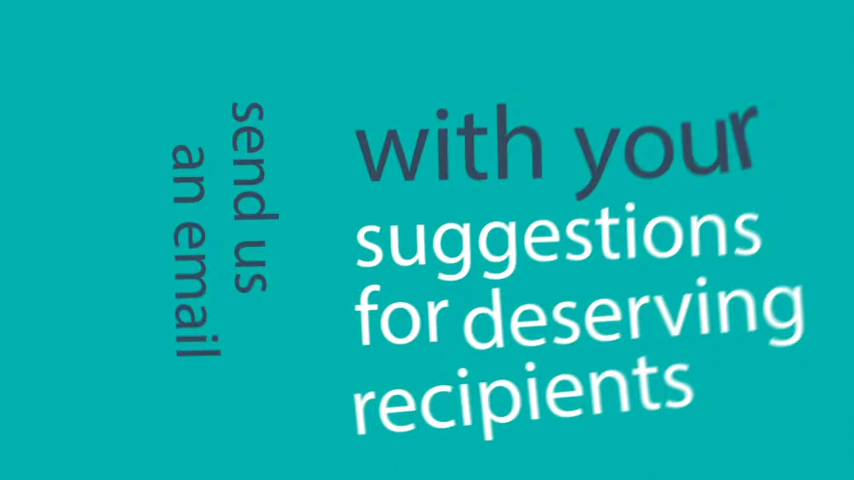 send us
an email
with your
suggestions
for deserving
recipients